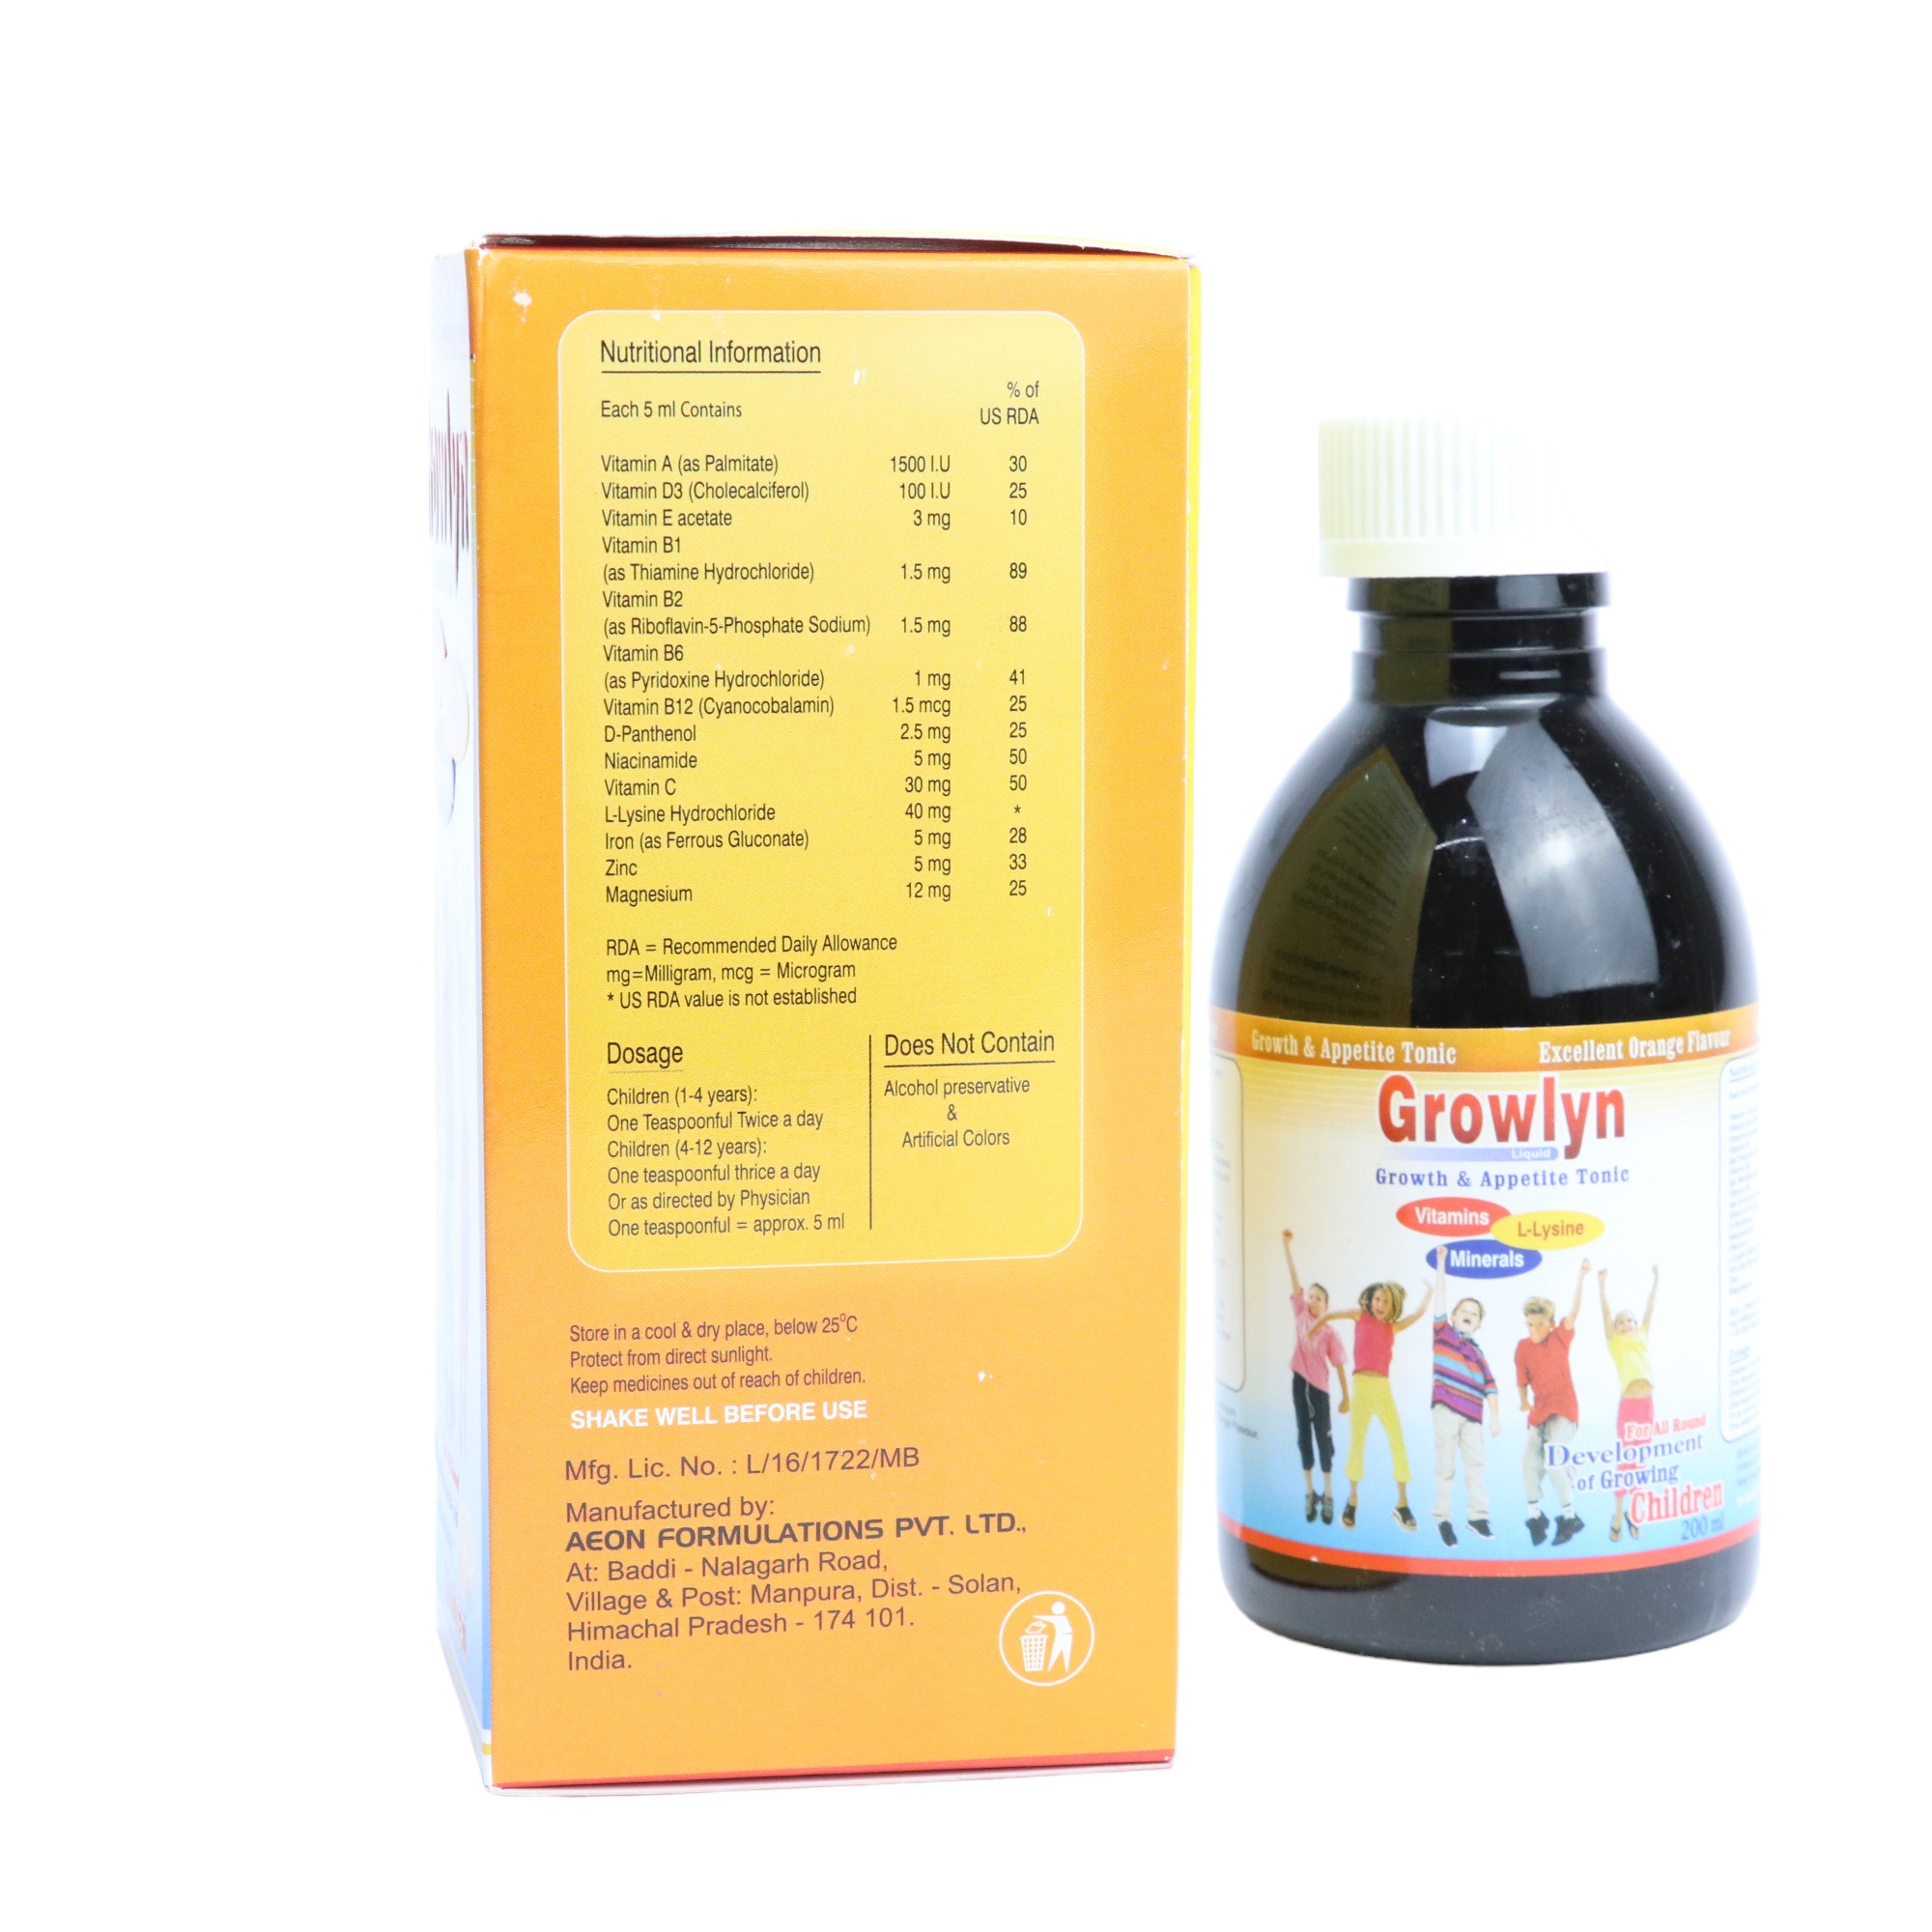 Nutritional Information
Each 5 ml Contains % of US RDA
Vitamin A (as Palmitate) 1500 I.U 30
Vitamin D3 (Cholecalciferol) 100 I.U 25
Vitamin E acetate 3 mg 10
Vitamin B1
(as Thiamine Hydrochloride) 1.5 mg 89
Vitamin B2
(as Riboflavin-5-Phosphate Sodium) 1.5 mg 88
Vitamin B6
(as Pyridoxine Hydrochloride) 1 mg 41
Vitamin B12 (Cyanocobalamin) 1.5 mcg 25
D-Panthenol 2.5 mg 25
Niacinamide 5 mg 50
Vitamin C 30 mg 50
L-Lysine Hydrochloride 40 mg *
Iron (as Ferrous Gluconate) 5 mg 28
Zinc 5 mg 33
Magnesium 12 mg 25
RDA = Recommended Daily Allowance
mg=Milligram, mcg = Microgram
* US RDA value is not established
Dosage
Children (1-4 years):
One Teaspoonful Twice a day
Children (4-12 years):
One teaspoonful thrice a day
Or as directed by Physician
One teaspoonful = approx. 5 ml
Does Not Contain
Alcohol preservative
&
Artificial Colors
Store in a cool & dry place, below 25°C
Protect from direct sunlight.
Keep medicines out of reach of children.
SHAKE WELL BEFORE USE
Mfg. Lic. No. : L/16/1722/MB
Manufactured by:
AEON FORMULATIONS PVT. LTD.,
At: Baddi - Nalagarh Road,
Village & Post: Manpura, Dist. - Solan,
Himachal Pradesh - 174 101.
India.
Growth & Appetite Tonic Excellent Orange Flavour
Growlyn
Liquid
Growth & Appetite Tonic
Vitamins
L-Lysine
Minerals
For All Round
Development
of Growing
Children
200 ml